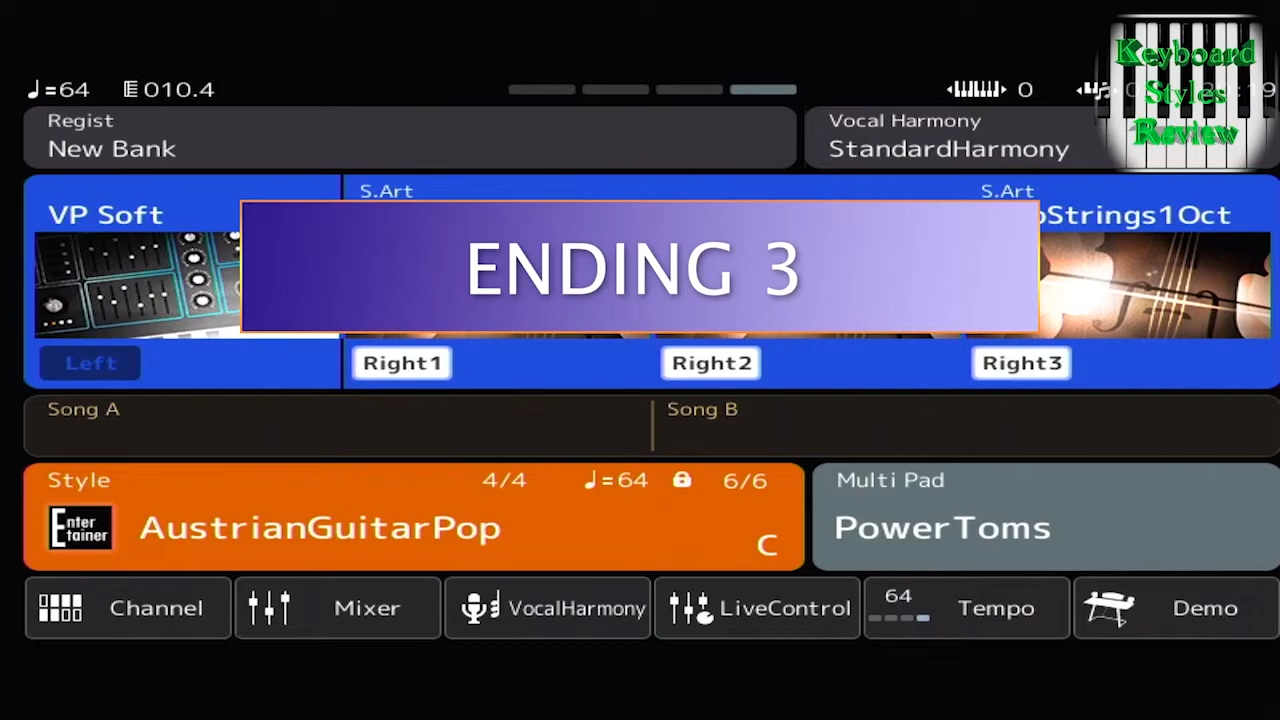 ♩=64 010.4
0
Keyboard
Styles
Review
Regist
New Bank
Vocal Harmony
StandardHarmony
VP Soft
S.Art
S.Art
Strings1Oct
ENDING 3
Left
Right1
Right2
Right3
Song A
Song B
Style 4/4 ♩=64 6/6
Enter
tainer
AustrianGuitarPop
C
Multi Pad
PowerToms
Channel
Mixer
VocalHarmony
LiveControl
64
Tempo
Demo